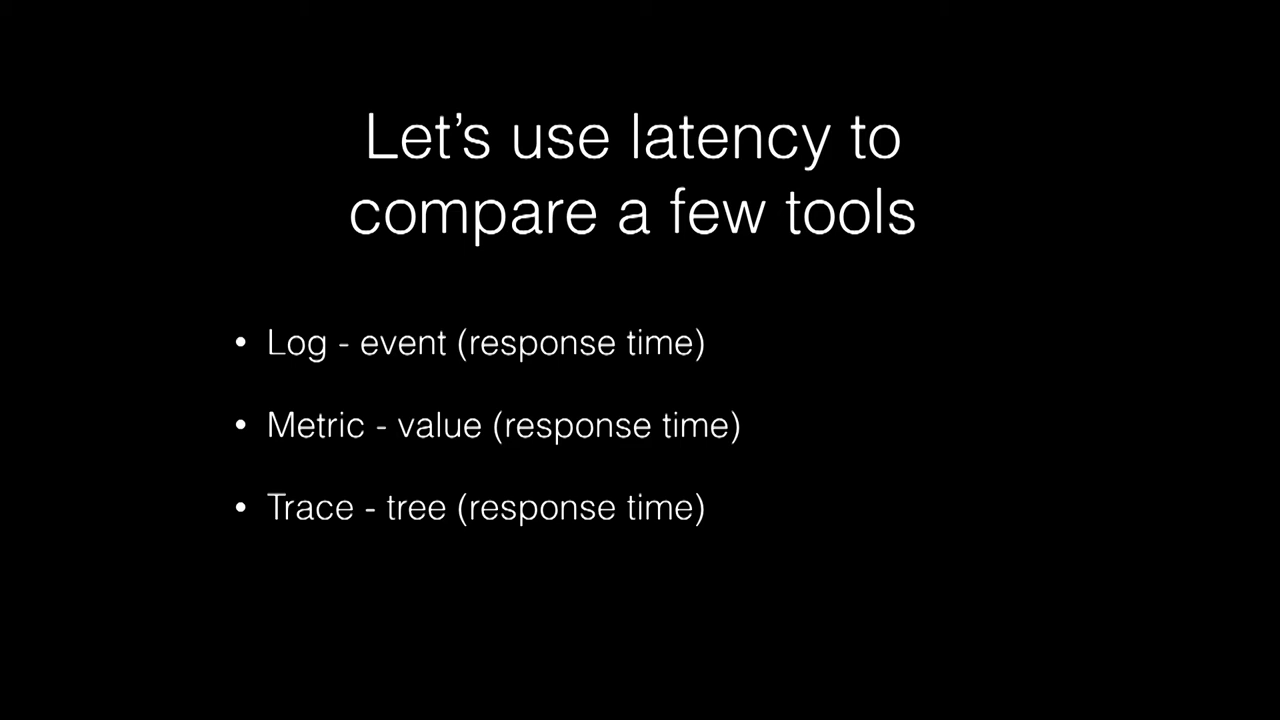 Let’s use latency to
compare a few tools
• Log - event (response time)
• Metric - value (response time)
• Trace - tree (response time)